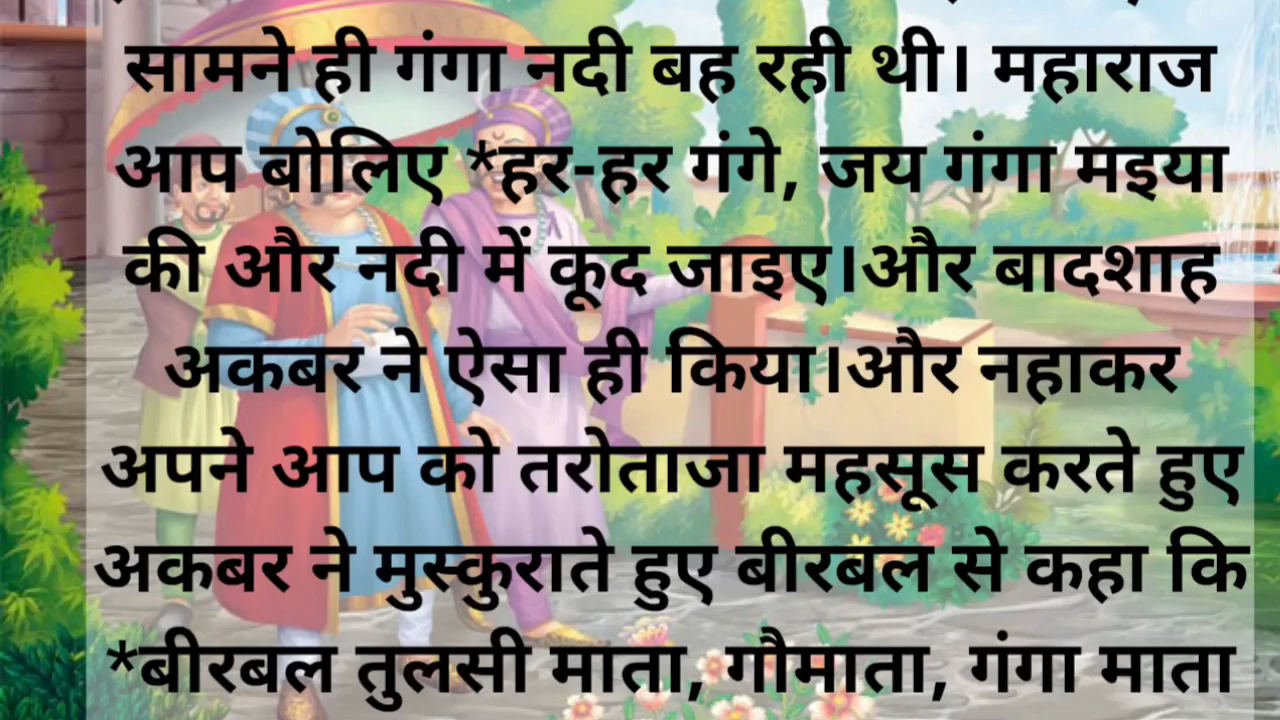 सामने ही गंगा नदी बह रही थी। महाराज
आप बोलिए *हर-हर गंगे, जय गंगा मइया
की और नदी में कूद जाइए।और बादशाह
अकबर ने ऐसा ही किया।और नहाकर
अपने आप को तरोताजा महसूस करते हुए
अकबर ने मुस्कुराते हुए बीरबल से कहा कि
*बीरबल तुलसी माता, गौमाता, गंगा माता